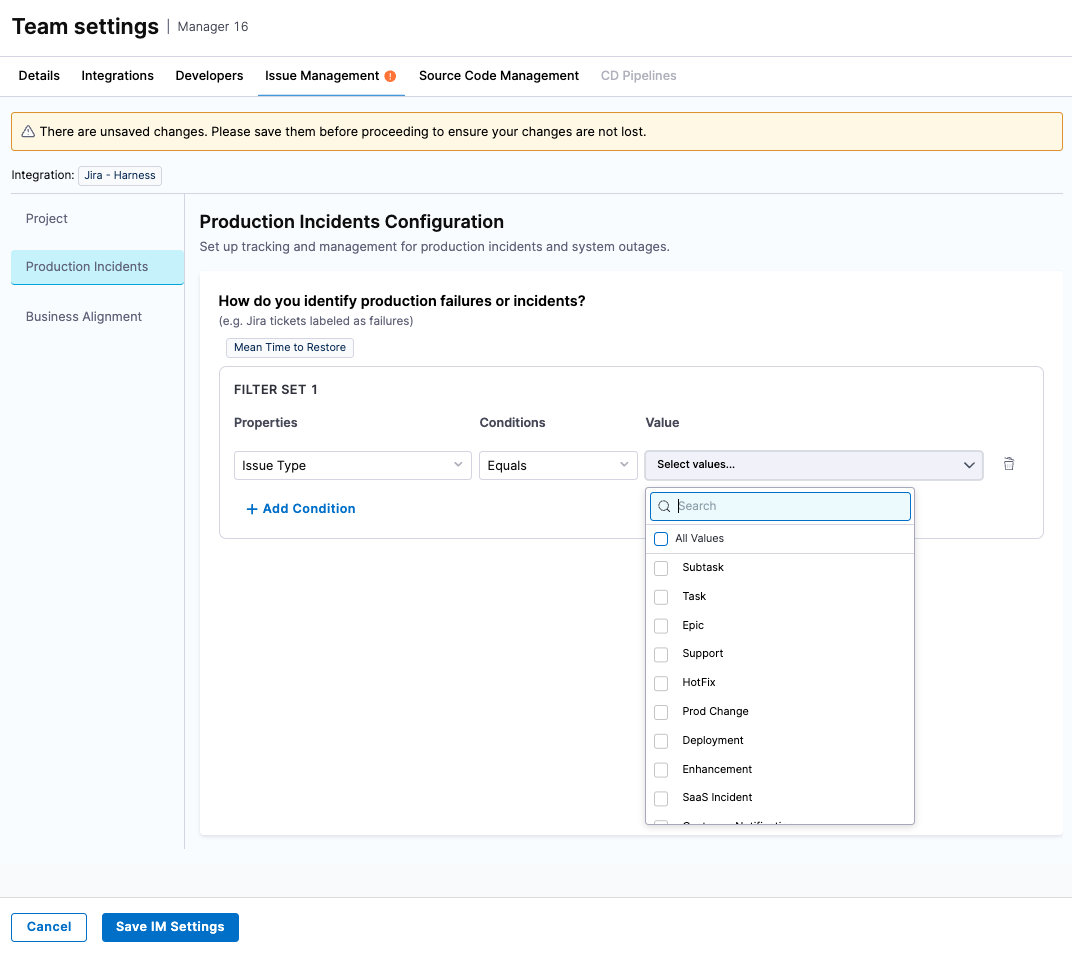 Team settings | Manager 16
Details Integrations Developers Issue Management ! Source Code Management CD Pipelines
There are unsaved changes. Please save them before proceeding to ensure your changes are not lost.
Integration: Jira - Harness
Project
Production Incidents
Business Alignment
Production Incidents Configuration
Set up tracking and management for production incidents and system outages.
How do you identify production failures or incidents?
(e.g. Jira tickets labeled as failures)
Mean Time to Restore
FILTER SET 1
Properties Conditions Value
Issue Type Equals Select values...
+ Add Condition
Search
All Values
Subtask
Task
Epic
Support
HotFix
Prod Change
Deployment
Enhancement
SaaS Incident
Cancel Save IM Settings